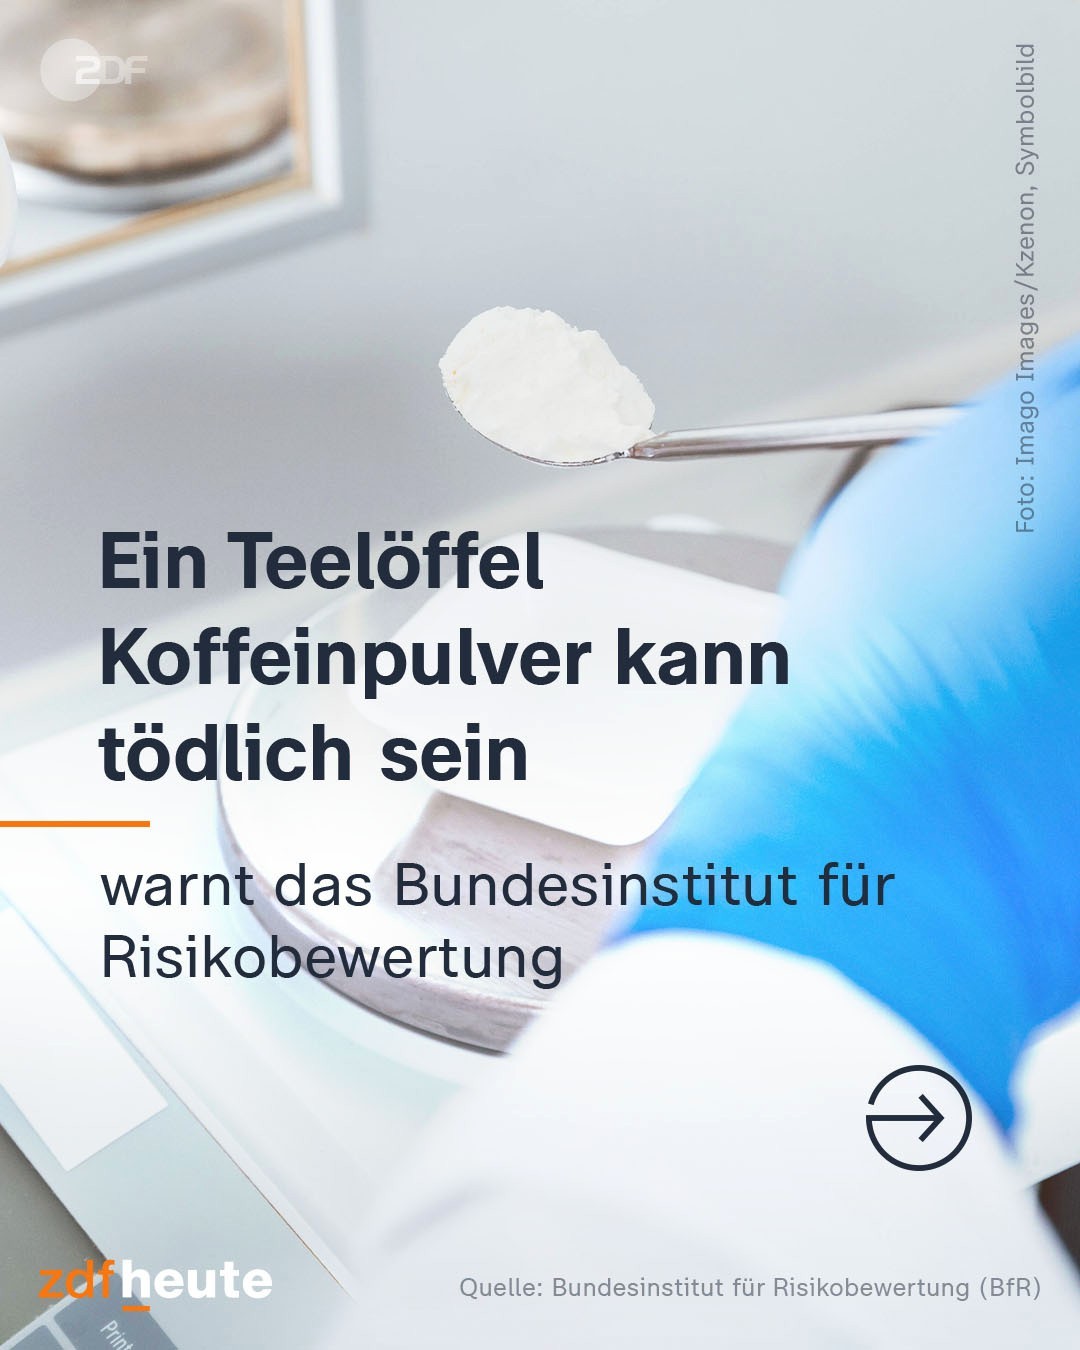 ZDF
Foto: Imago Images/Kzenon, Symbolbild
Ein Teelöffel
Koffeinpulver kann
tödlich sein
warnt das Bundesinstitut für
Risikobewertung
zdfheute
Quelle: Bundesinstitut für Risikobewertung (BfR)
Print